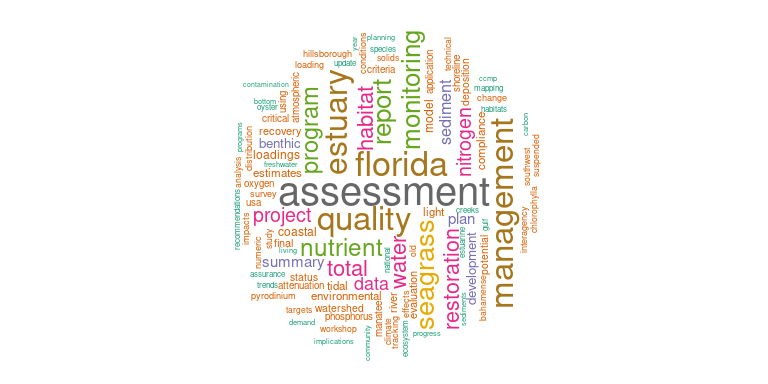 planning
year
species
hillsborough
conditions
solids
update
loading
criteria
monitoring
application
technical
shoreline
deposition
ccmp
mapping
change
habitats
contamination
bottom
oyster
using
atmospheric
program
estuary
habitat
report
model
sediment
nitrogen
compliance
carbon
critical
recovery
benthic
programs
distribution
loadings
freshwater
estimates
florida
management
suspended
southwest
analysis
oxygen
survey
usa
assessment
chlorophylla
recommendations
impacts
project
quality
light
creeks
plan
gulf
interagency
coastal
study
final
numeric
living
nutrient
national
water
old
seagrass
restoration
estuarine
development
potential
summary
total
data
assurance
status
trends
attenuation
tidal
evaluation
pyrodinium
environmental
river
effects
sediments
bahamense
targets
watershed
phosphorus
manatee
climate
tracking
demand
workshop
progress
implications
community
ecosystem